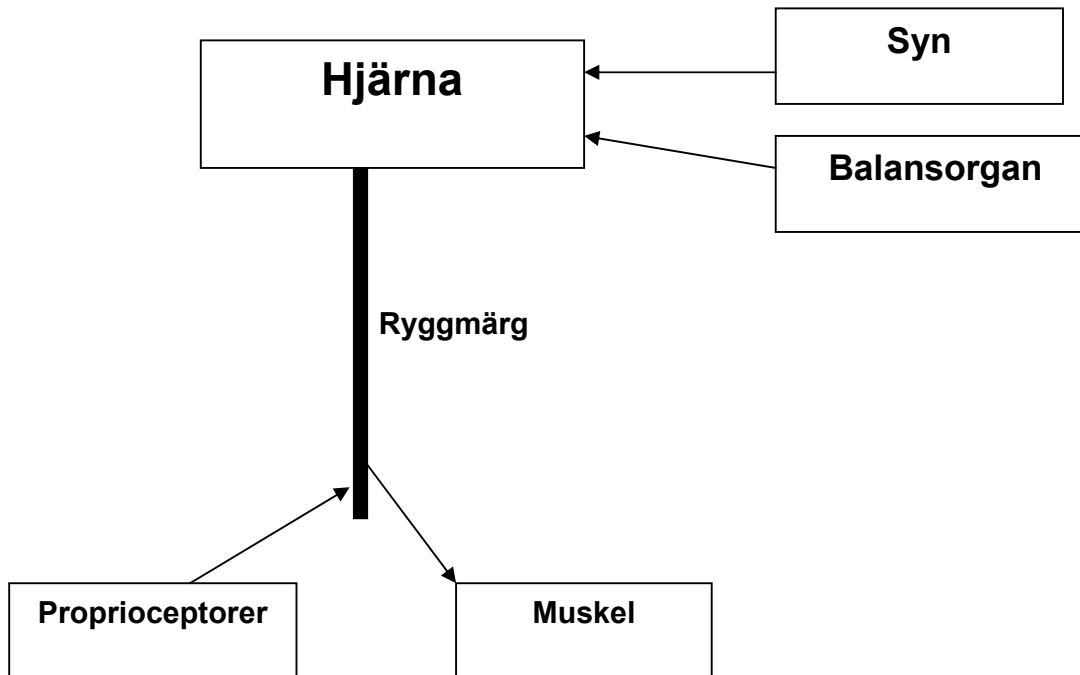 Hjärna
Syn
Balansorgan
Ryggmärg
Proprioceptorer
Muskel